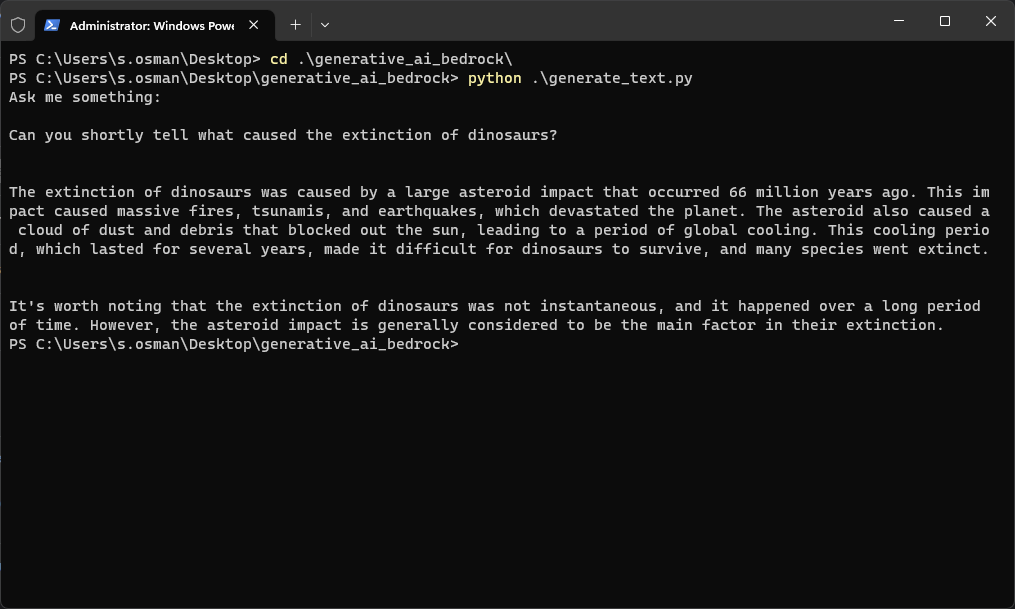 Administrator: Windows Powe
PS C:\Users\s.osman\Desktop> cd .\generative_ai_bedrock\
PS C:\Users\s.osman\Desktop\generative_ai_bedrock> python .\generate_text.py
Ask me something:
Can you shortly tell what caused the extinction of dinosaurs?
The extinction of dinosaurs was caused by a large asteroid impact that occurred 66 million years ago. This im
pact caused massive fires, tsunamis, and earthquakes, which devastated the planet. The asteroid also caused a
 cloud of dust and debris that blocked out the sun, leading to a period of global cooling. This cooling perio
d, which lasted for several years, made it difficult for dinosaurs to survive, and many species went extinct.
It's worth noting that the extinction of dinosaurs was not instantaneous, and it happened over a long period
of time. However, the asteroid impact is generally considered to be the main factor in their extinction.
PS C:\Users\s.osman\Desktop\generative_ai_bedrock>